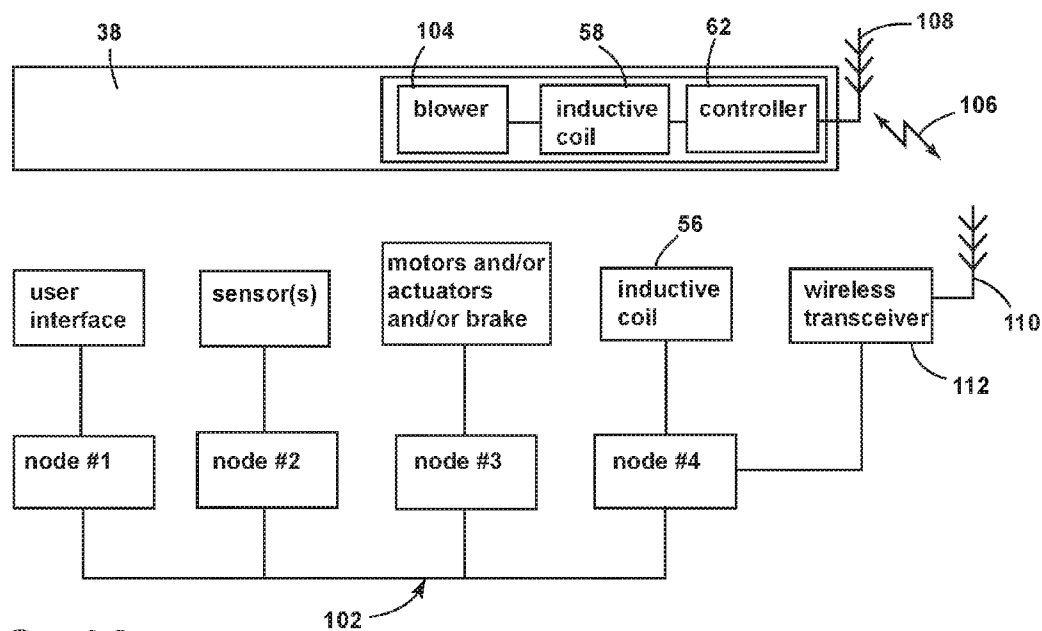 38
104
58
62
108
blower
inductive
coil
controller
106
56
user
interface
sensor(s)
motors and/or
actuators
and/or brake
inductive
coil
wireless
transceiver
110
112
node #1
node #2
node #3
node #4
102